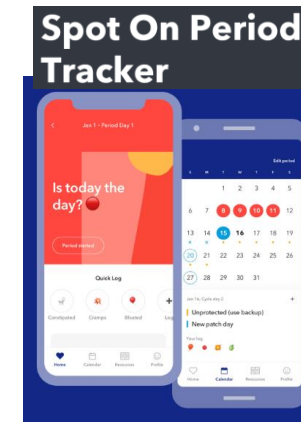 Spot On Period
Tracker
Jan 1 - Period Day 1
Is today the
day?
Period started
Quick Log
Constipated Cramps Bloated Log
Home Calendar Resources Profile
Edit period
S M T W T F S
1 2 3 4 5
6 7 8 9 10 11 12
13 14 15 16 17 18 19
20 21 22 23 24 25 26
27 28 29 30 31
Jan 16, Cycle day 2 +
Unprotected (use backup)
New patch day
Your log
Home Calendar Resources Profile